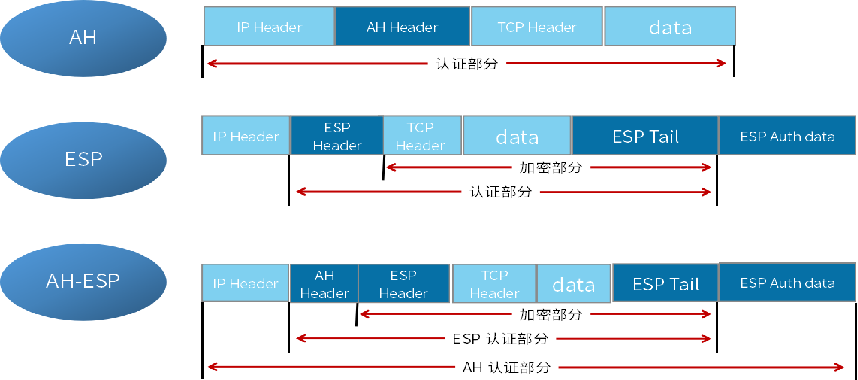 AH
IP Header
AH Header
TCP Header
data
认证部分
ESP
IP Header
ESP
Header
TCP
Header
data
ESP Tail
ESP Auth data
加密部分
认证部分
AH-ESP
IP Header
AH
Header
ESP
Header
TCP
Header
data
ESP Tail
ESP Auth data
加密部分
ESP 认证部分
AH 认证部分